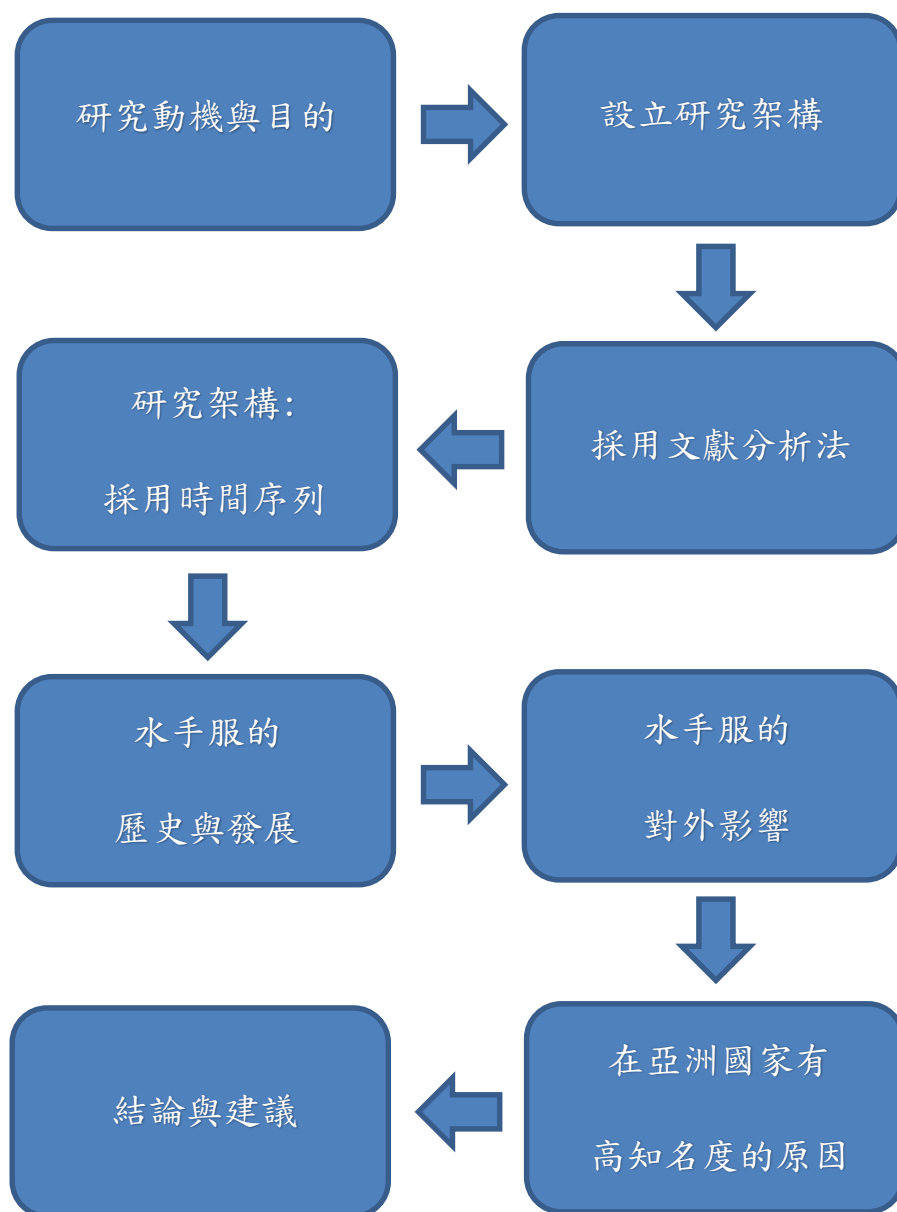 研究動機與目的
設立研究架構
採用文獻分析法
研究架構:
採用時間序列
水手服的
歷史與發展
水手服的
對外影響
在亞洲國家有
高知名度的原因
結論與建議